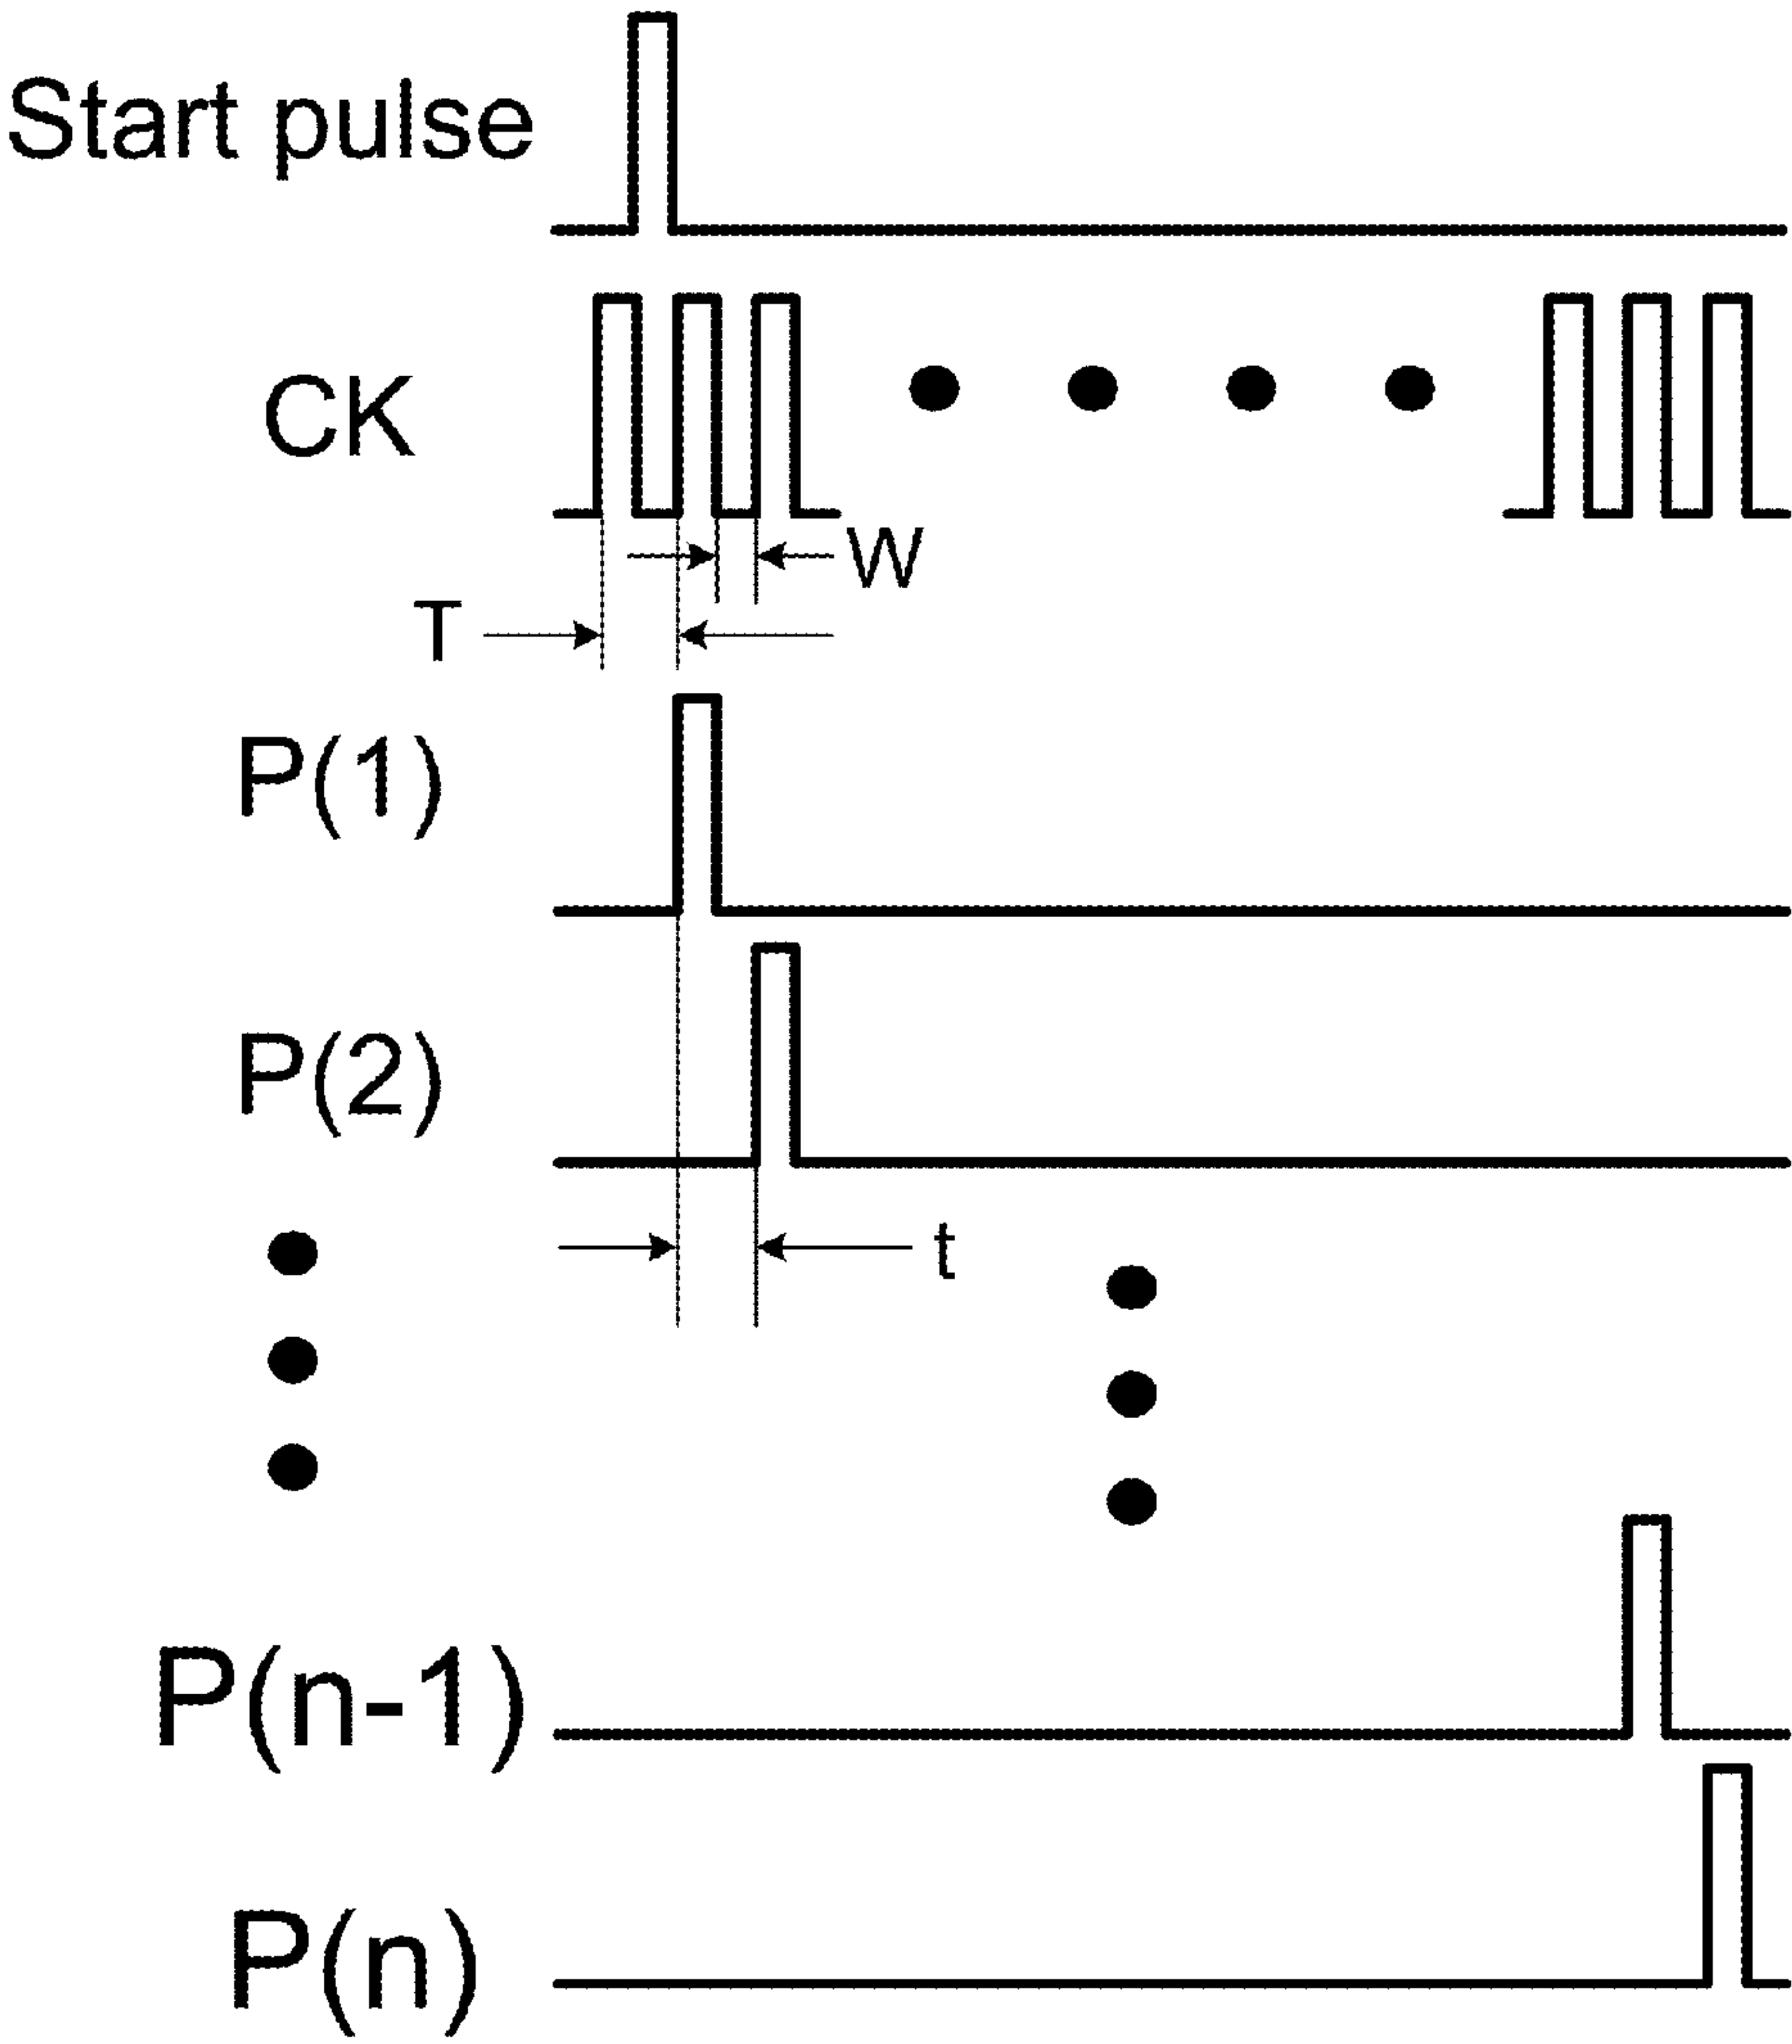 Start pulse
CK
W
T
P(1)
P(2)
t
P(n-1)
P(n)